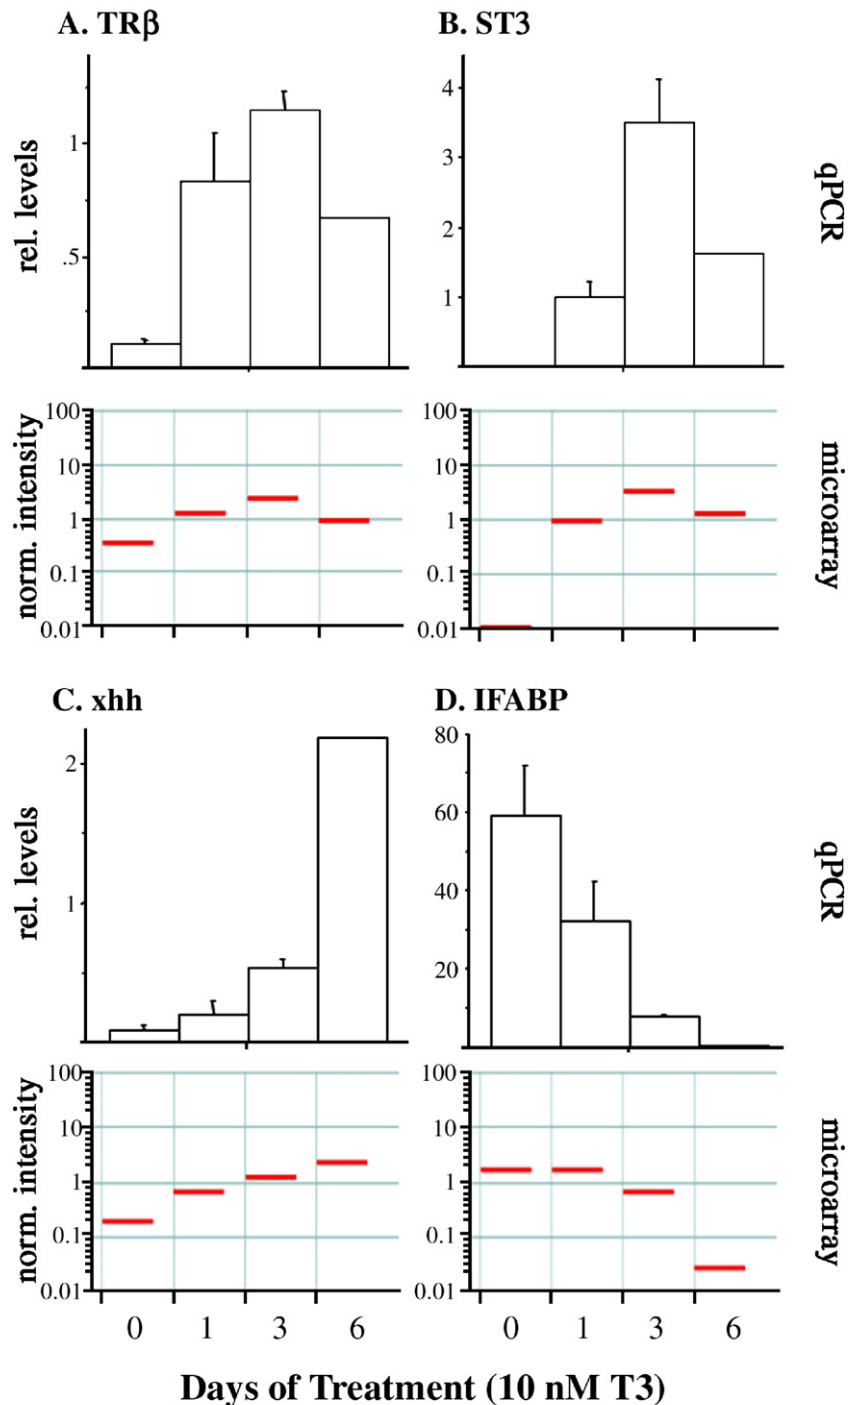 A. TRβ
B. ST3
rel. levels
1
.5
4
3
2
1
qPCR
norm. intensity
100
10
1
0.1
0.01
100
10
1
0.1
0.01
microarray
C. xhh
D. IFABP
rel. levels
2
1
80
60
40
20
qPCR
norm. intensity
100
10
1
0.1
0.01
100
10
1
0.1
0.01
microarray
0 1 3 6
0 1 3 6
Days of Treatment (10 nM T3)